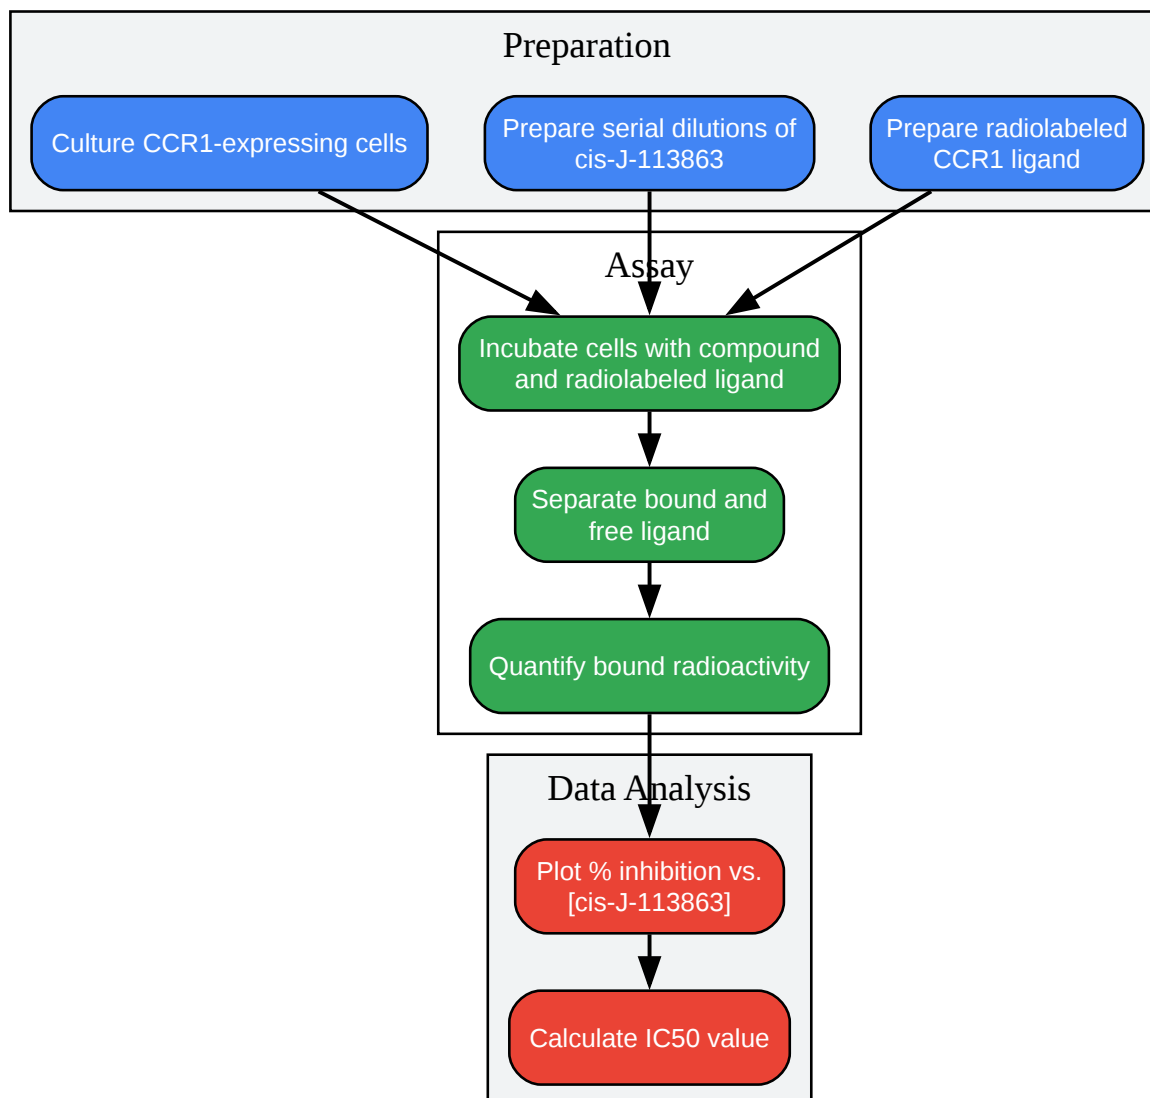 Preparation
Culture CCR1-expressing cells
Prepare serial dilutions of
cis-J-113863
Prepare radiolabeled
CCR1 ligand
Assay
Incubate cells with compound
and radiolabeled ligand
Separate bound and
free ligand
Quantify bound radioactivity
Data Analysis
Plot % inhibition vs.
[cis-J-113863]
Calculate IC50 value